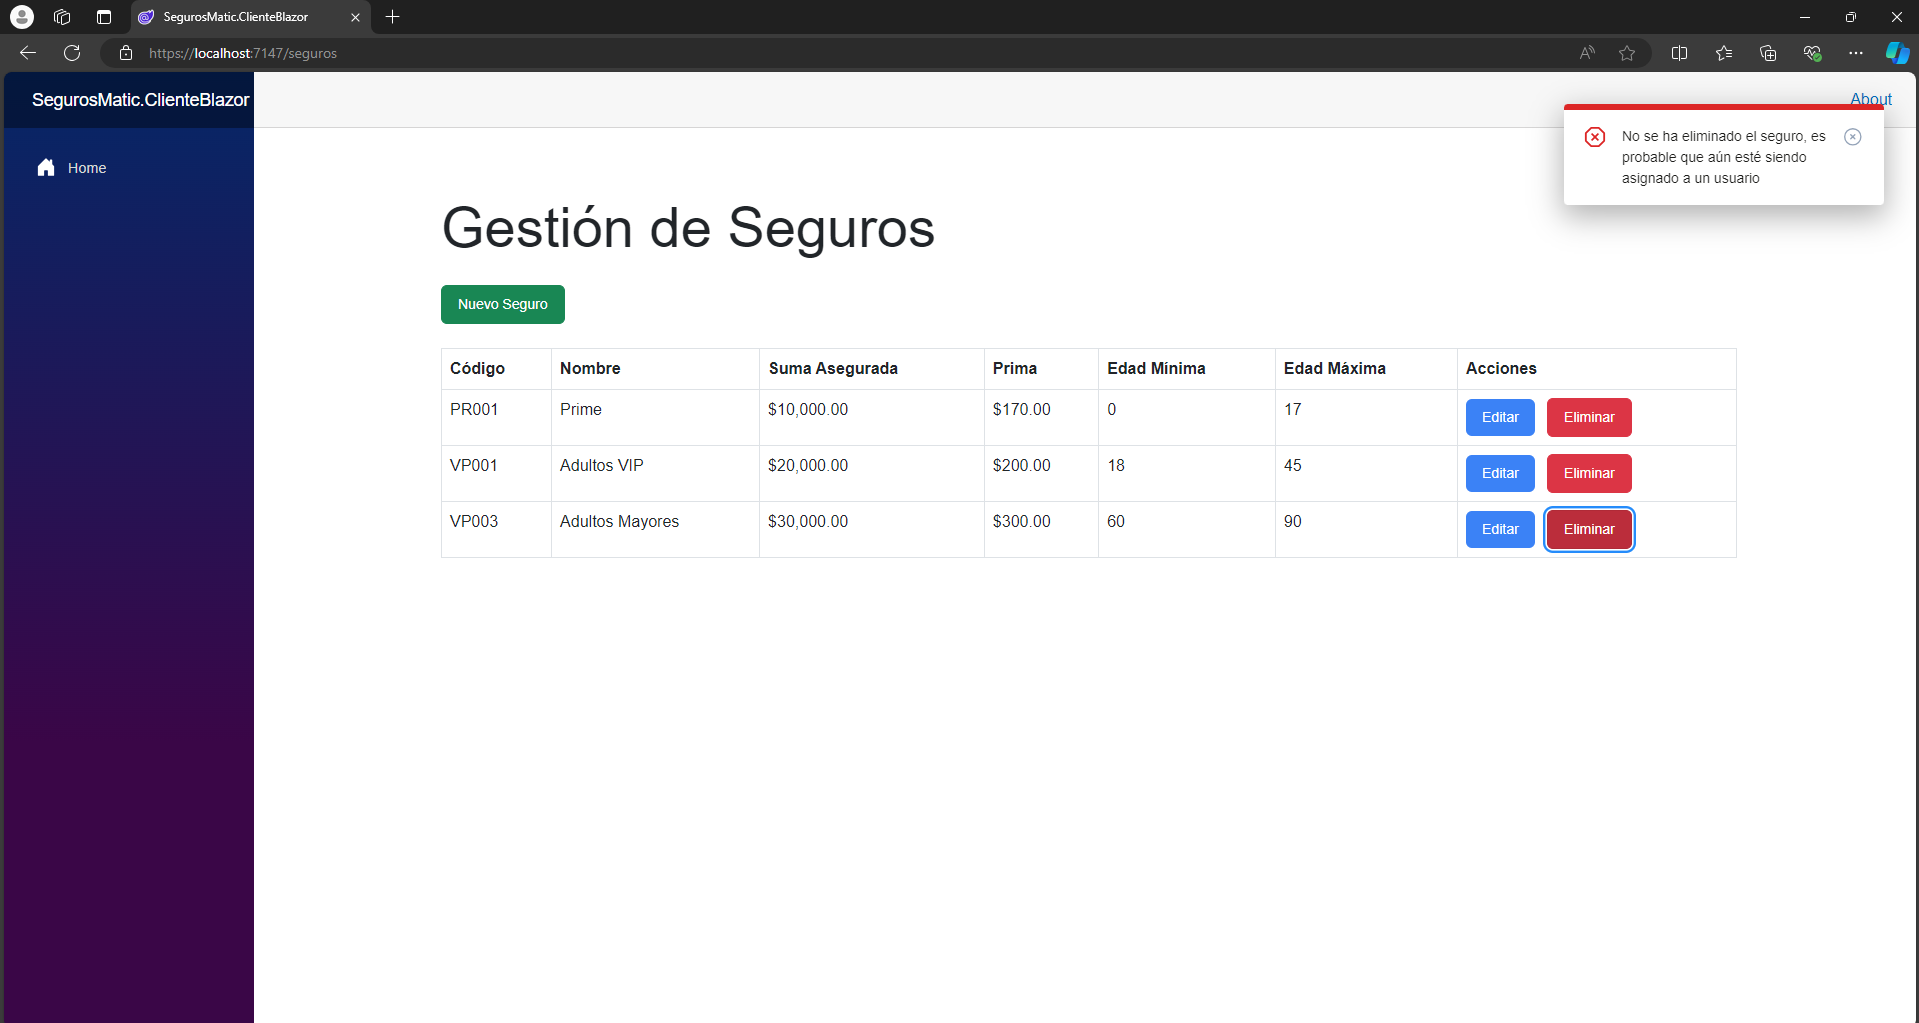 SegurosMatic.ClienteBlazor
https://localhost:7147/seguros
SegurosMatic.ClienteBlazor
About
No se ha eliminado el seguro, es
probable que aún esté siendo
asignado a un usuario
Home
Gestión de Seguros
Nuevo Seguro
Código Nombre Suma Asegurada Prima Edad Mínima Edad Máxima Acciones
PR001 Prime $10,000.00 $170.00 0 17 Editar Eliminar
VP001 Adultos VIP $20,000.00 $200.00 18 45 Editar Eliminar
VP003 Adultos Mayores $30,000.00 $300.00 60 90 Editar Eliminar